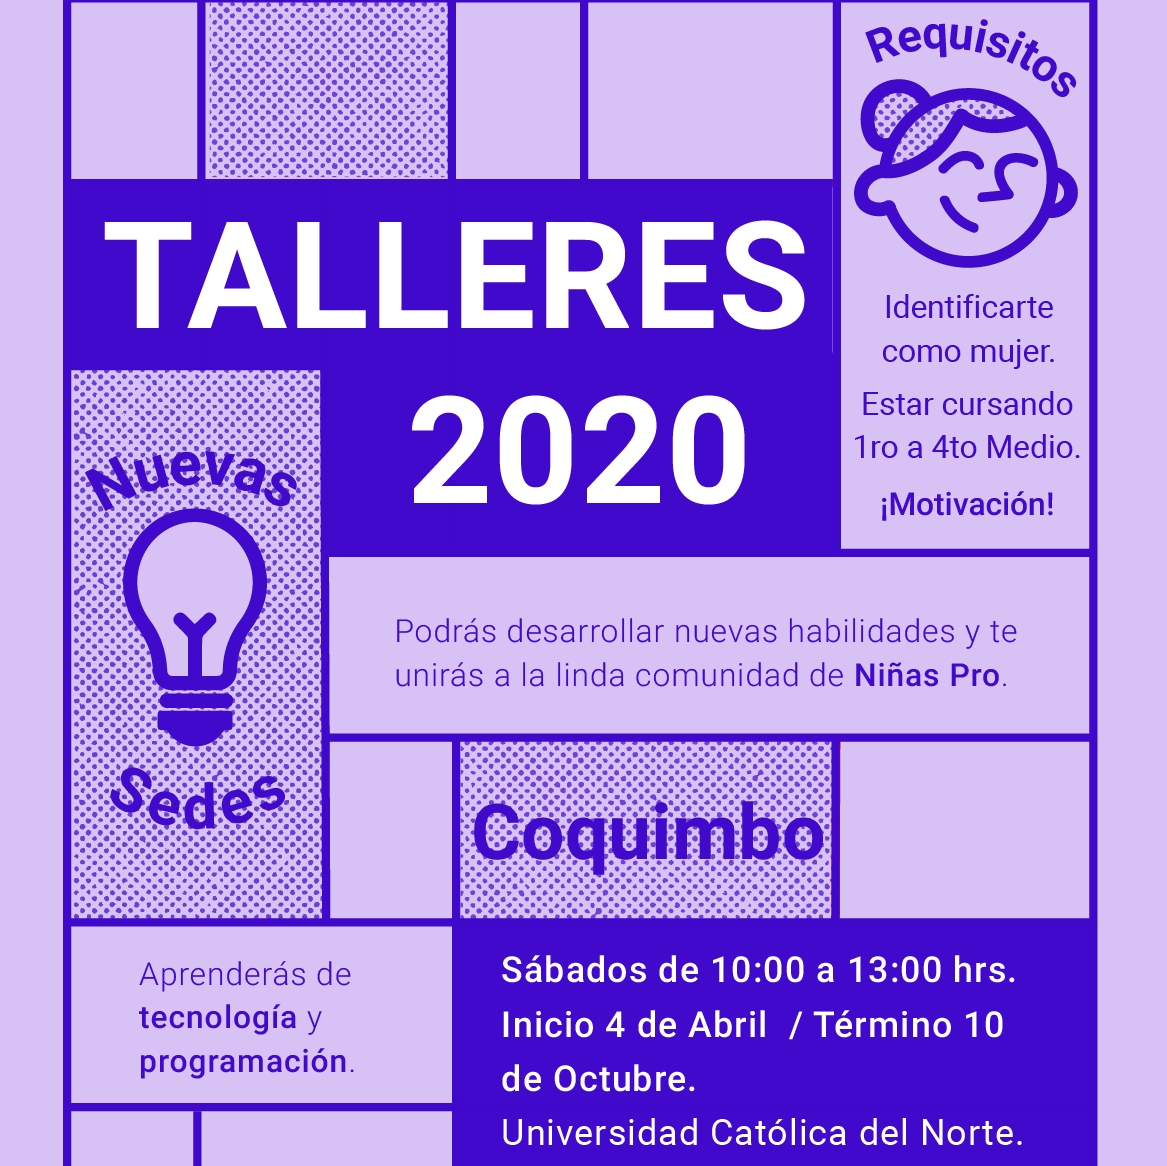 Requisitos
TALLERES
2020
Identificarte
como mujer.
Estar cursando
1ro a 4to Medio.
¡Motivación!
Nuevas
Sedes
Podrás desarrollar nuevas habilidades y te
unirás a la linda comunidad de Niñas Pro.
Coquimbo
Aprenderás de
tecnología y
programación.
Sábados de 10:00 a 13:00 hrs.
Inicio 4 de Abril / Término 10
de Octubre.
Universidad Católica del Norte.